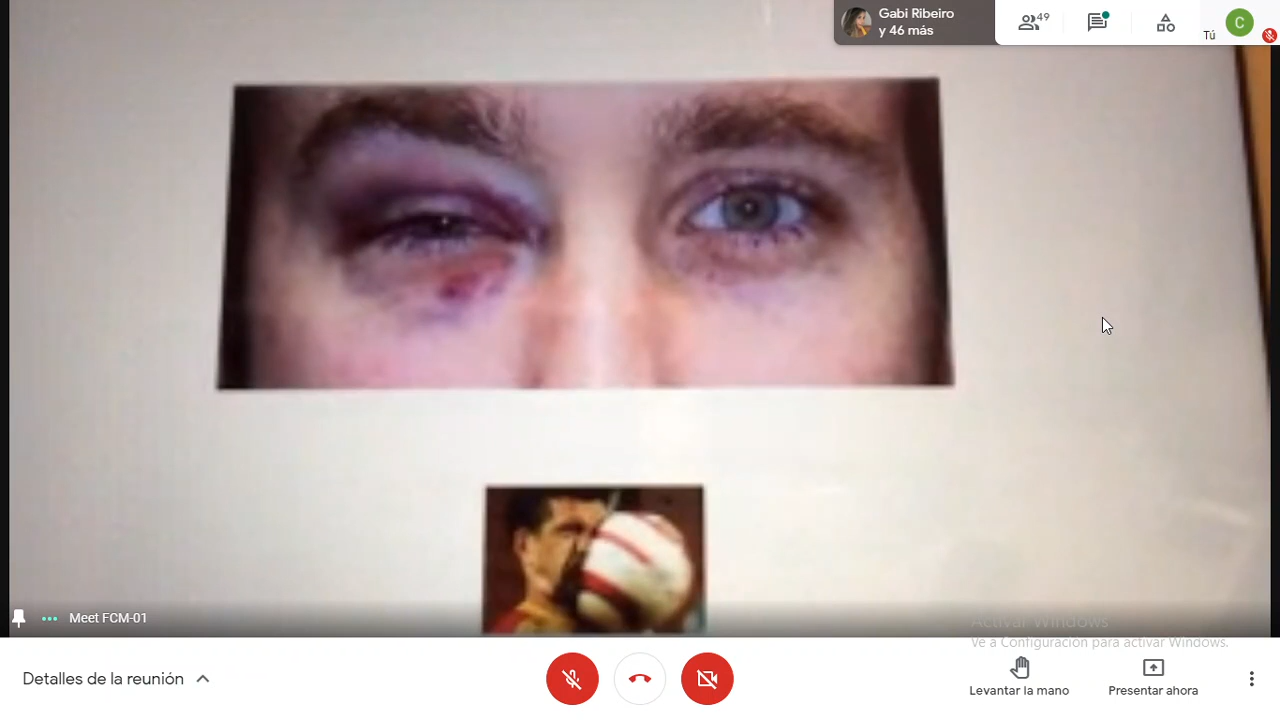 Gabi Ribeiro
y 46 más
49
C
Tú
Meet FCM-01
Activar Windows
Ve a Configuración para activar Windows.
Detalles de la reunión
Levantar la mano
Presentar ahora